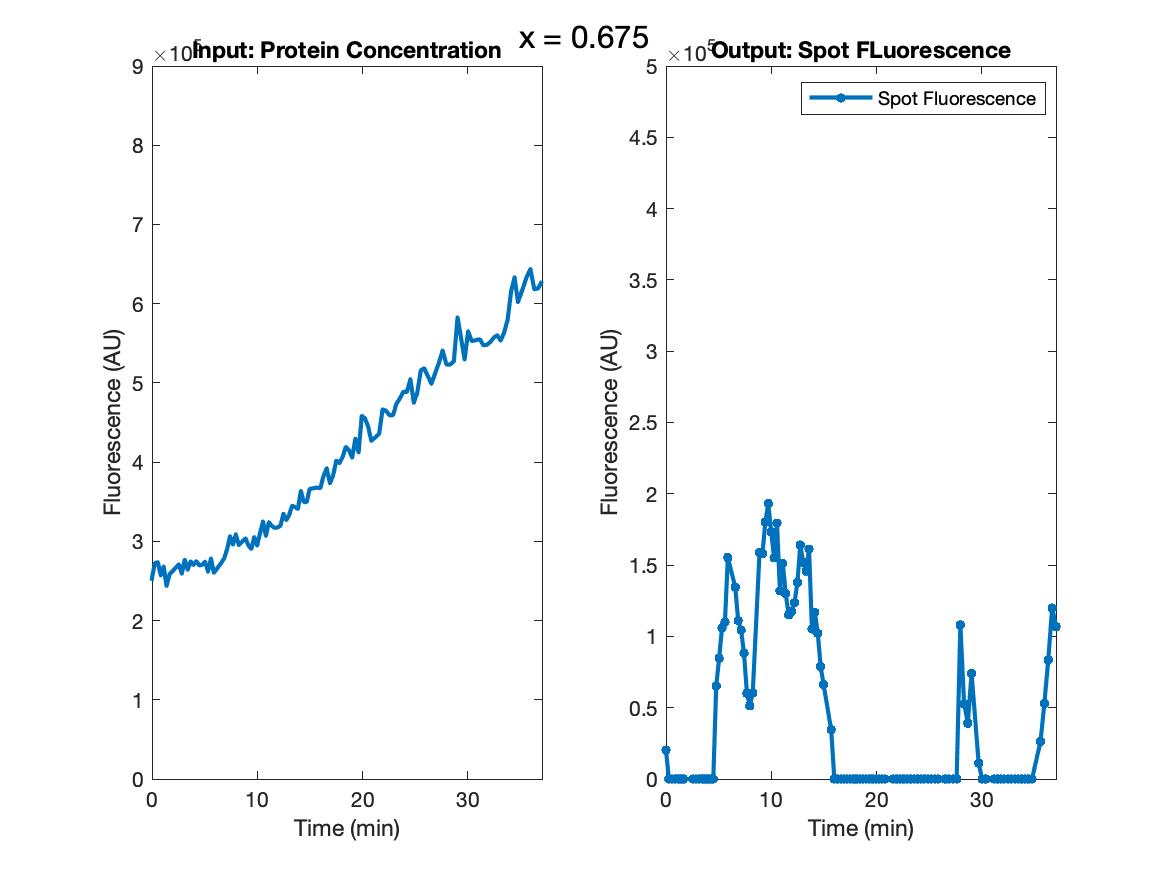 x = 0.675
×10⁵
Input: Protein Concentration
9
8
7
6
5
4
3
2
1
0
Fluorescence (AU)
0 10 20 30
Time (min)
×10⁵
Output: Spot FLuorescence
Spot Fluorescence
5
4.5
4
3.5
3
2.5
2
1.5
1
0.5
0
Fluorescence (AU)
0 10 20 30
Time (min)